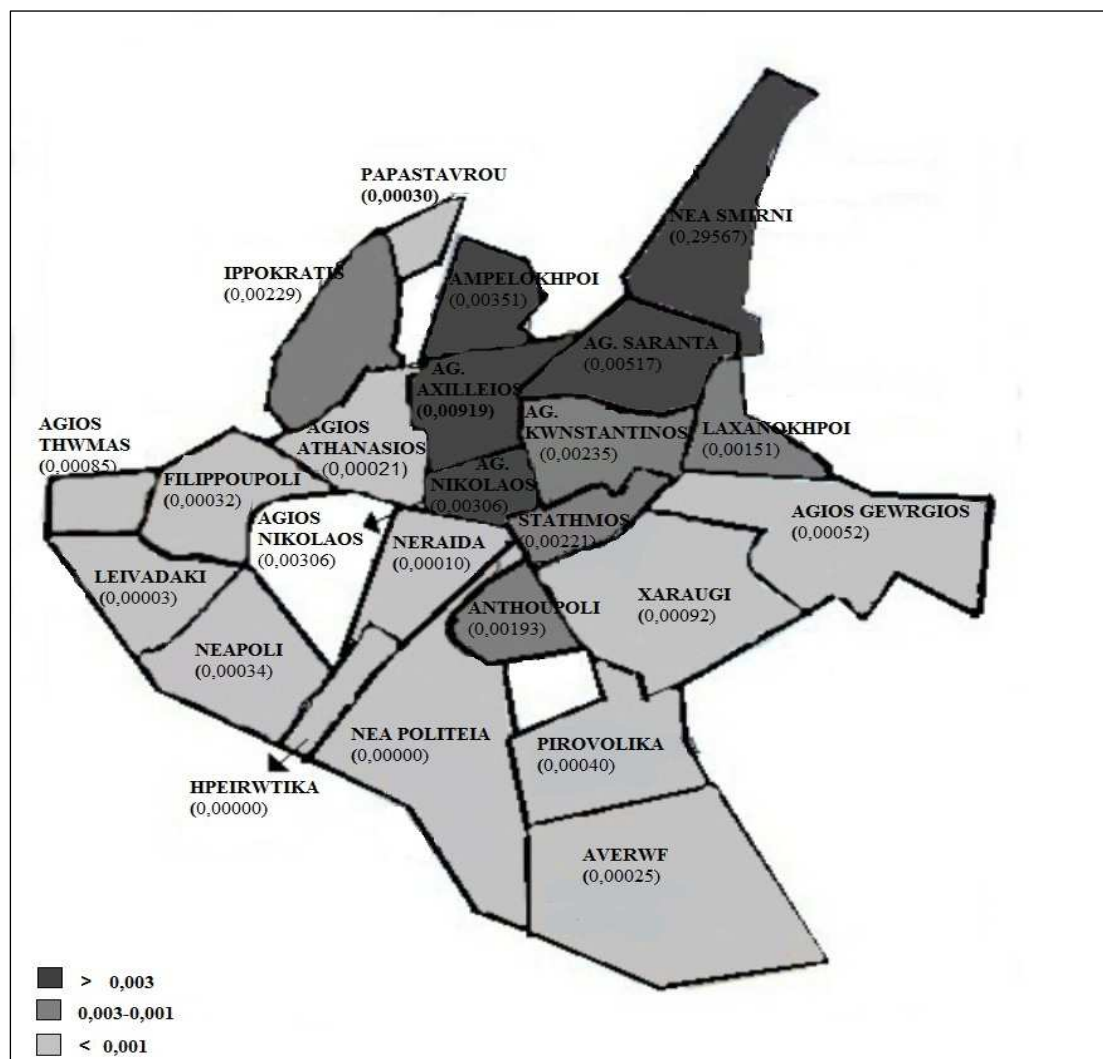 PAPASTAVROU
(0,00030)
NEA SMIRNI
(0,29567)
IPPOKRATIS
(0,00229)
AMPELOKHPOI
(0,00351)
AG. SARANTA
(0,00517)
AG.
AXILLEIOS
(0,00919)
AGIOS
THWMAS
(0,00085)
AGIOS
ATHANASIOS
(0,00021)
AG.
KWNSTANTINOS
(0,00235)
LAXANOKHPOI
(0,00151)
FILIPPOUPOLI
(0,00032)
AG.
NIKOLAOS
(0,00306)
AGIOS
NIKOLAOS
(0,00306)
NERAIDA
(0,00010)
STATHMOS
(0,00221)
AGIOS GEWRGIOS
(0,00052)
LEIVADAKI
(0,00003)
ANTHOUPOLI
(0,00193)
XARAUGI
(0,00092)
NEAPOLI
(0,00034)
NEA POLITEIA
(0,00000)
PIROVOLIKA
(0,00040)
HPEIRWTIKA
(0,00000)
AVERWF
(0,00025)
> 0,003
0,003-0,001
< 0,001